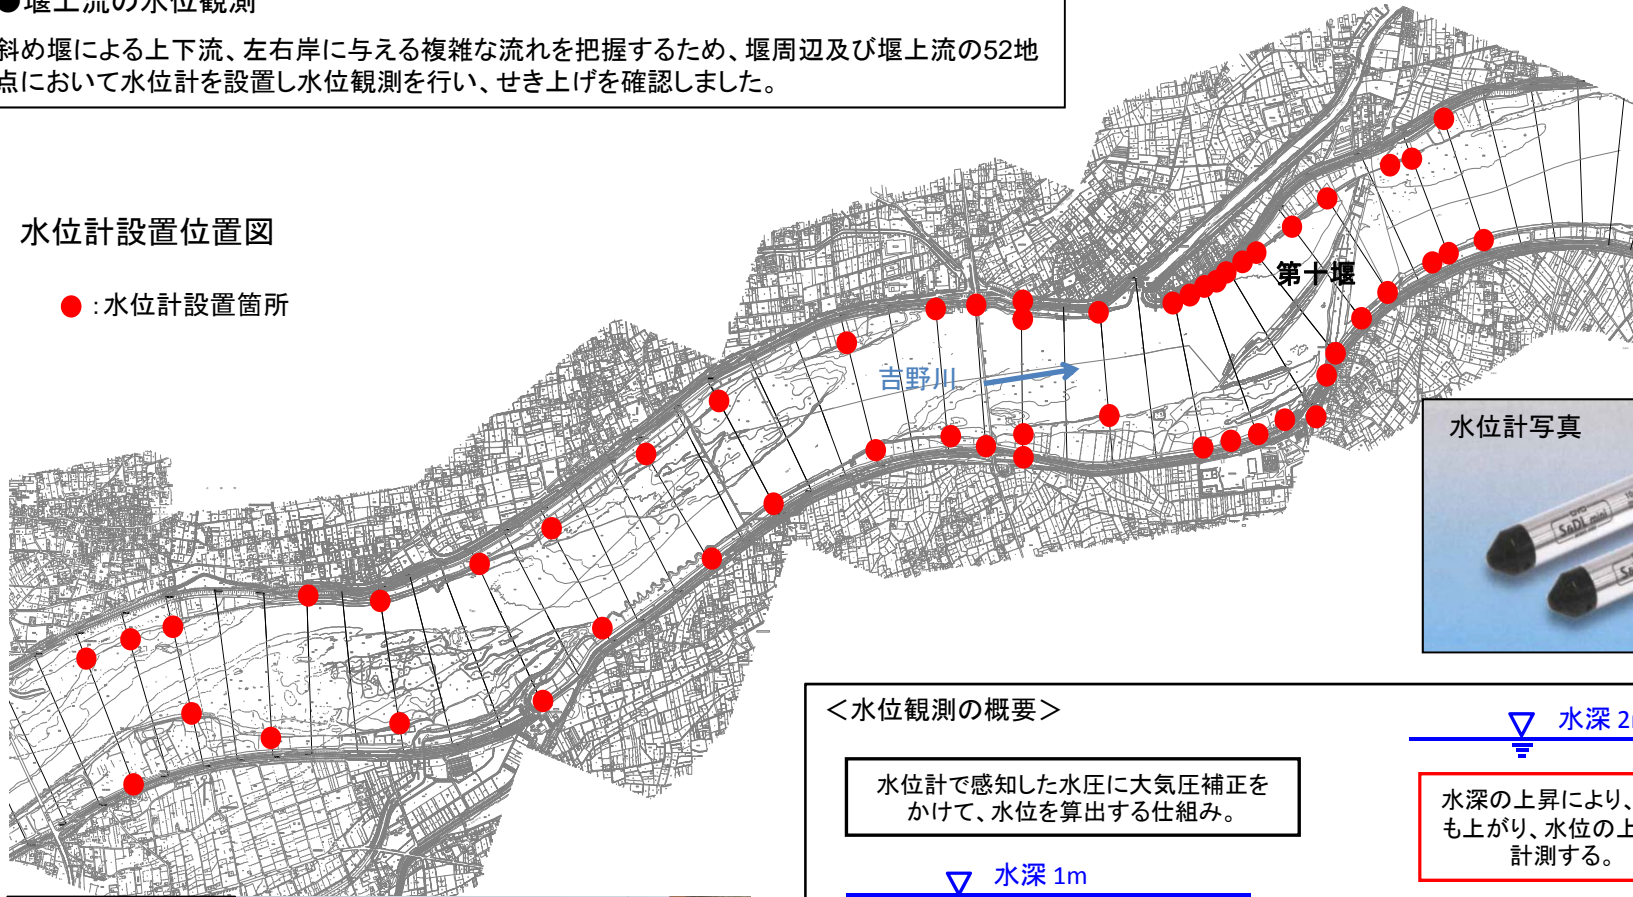 ●堰上流の水位観測
斜め堰による上下流、左右岸に与える複雑な流れを把握するため、堰周辺及び堰上流の52地
点において水位計を設置し水位観測を行い、せき上げを確認しました。
水位計設置位置図
：水位計設置箇所
第十堰
吉野川
水位計写真
SaDL mini
＜水位観測の概要＞
水位計で感知した水圧に大気圧補正を
かけて、水位を算出する仕組み。
水深 1m
水深 2
水深の上昇により、
も上がり、水位の上
計測する。